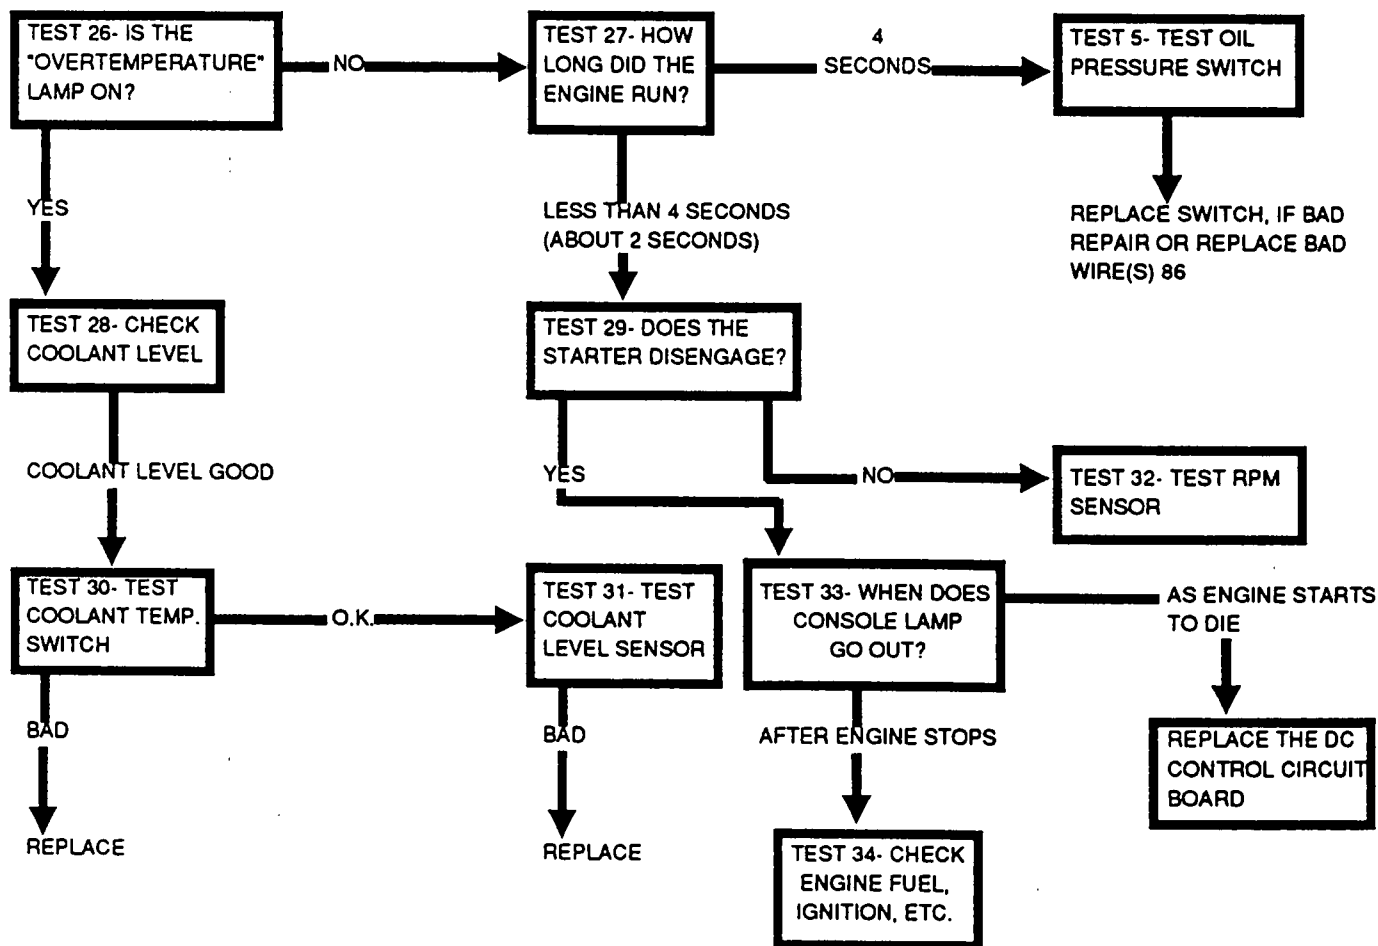 TEST 26- IS THE
"OVERTEMPERATURE"
LAMP ON?
NO
TEST 27- HOW
LONG DID THE
ENGINE RUN?
4
SECONDS
TEST 5- TEST OIL
PRESSURE SWITCH
YES
LESS THAN 4 SECONDS
(ABOUT 2 SECONDS)
REPLACE SWITCH, IF BAD
REPAIR OR REPLACE BAD
WIRE(S) 86
TEST 28- CHECK
COOLANT LEVEL
TEST 29- DOES THE
STARTER DISENGAGE?
COOLANT LEVEL GOOD
YES
NO
TEST 32- TEST RPM
SENSOR
TEST 30- TEST
COOLANT TEMP.
SWITCH
O.K.
TEST 31- TEST
COOLANT
LEVEL SENSOR
TEST 33- WHEN DOES
CONSOLE LAMP
GO OUT?
AS ENGINE STARTS
TO DIE
BAD
BAD
AFTER ENGINE STOPS
REPLACE THE DC
CONTROL CIRCUIT
BOARD
REPLACE
REPLACE
TEST 34- CHECK
ENGINE FUEL,
IGNITION, ETC.